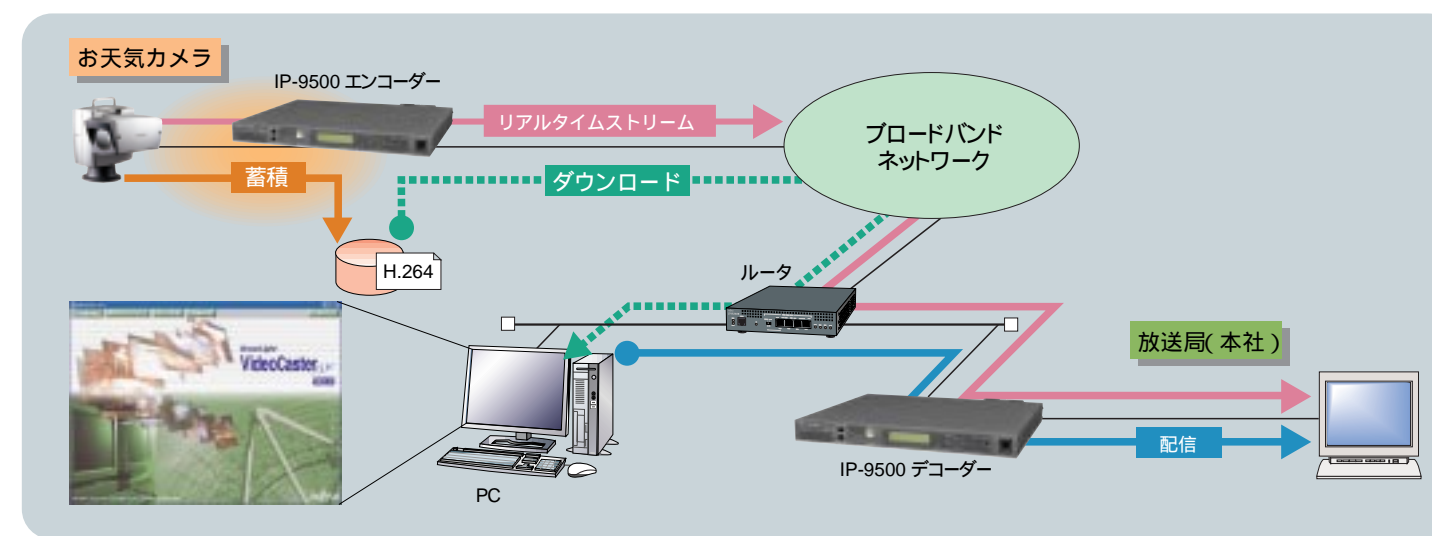 お天気カメラ
IP-9500 エンコーダー
リアルタイムストリーム
ブロードバンド
ネットワーク
蓄積
ダウンロード
H.264
ルータ
VideoCaster
放送局(本社)
配信
IP-9500 デコーダー
PC